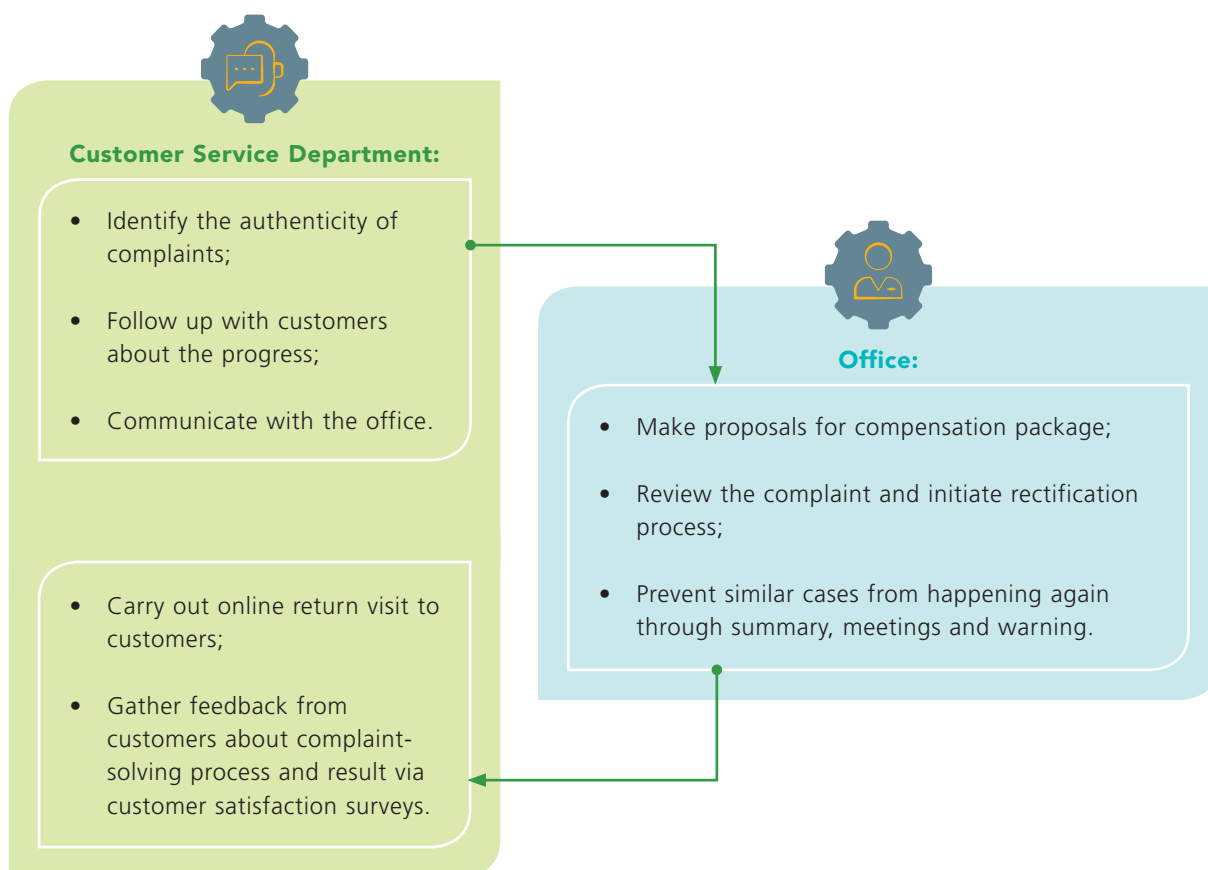 Customer Service Department:
• Identify the authenticity of
complaints;
• Follow up with customers
about the progress;
• Communicate with the office.
Office:
• Make proposals for compensation package;
• Review the complaint and initiate rectification
process;
• Prevent similar cases from happening again
through summary, meetings and warning.
• Carry out online return visit to
customers;
• Gather feedback from
customers about complaint-
solving process and result via
customer satisfaction surveys.